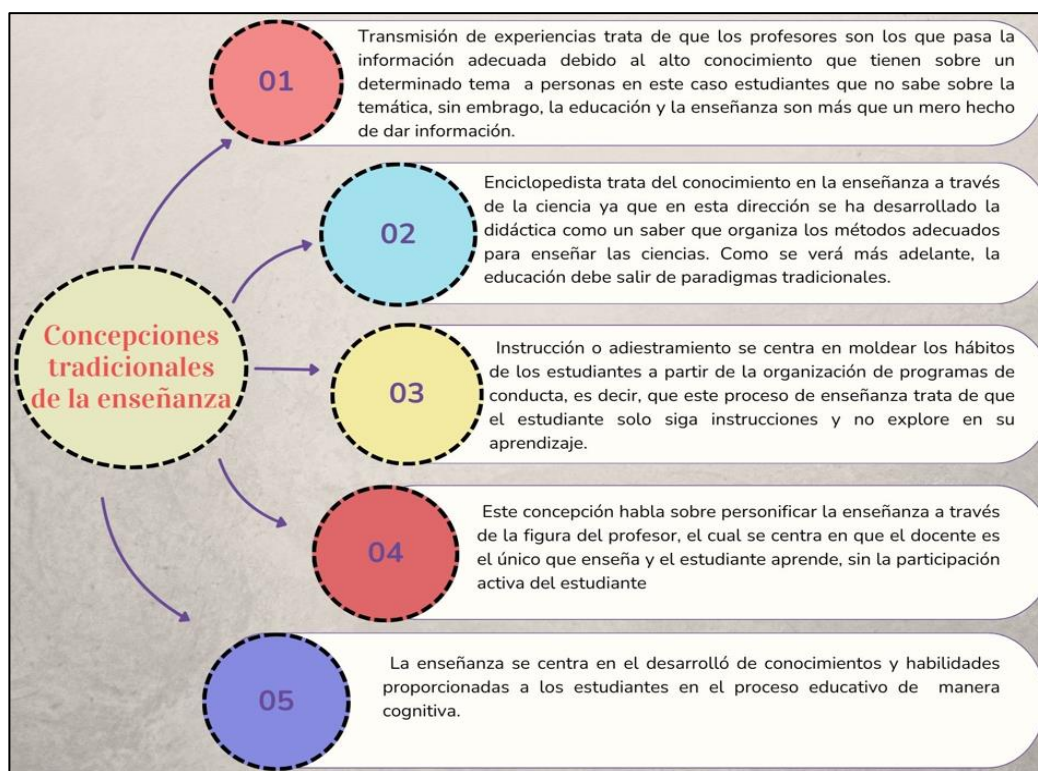 Concepciones
tradicionales
de la enseñanza
01
Transmisión de experiencias trata de que los profesores son los que pasa la
información adecuada debido al alto conocimiento que tienen sobre un
determinado tema a personas en este caso estudiantes que no sabe sobre la
temática, sin embrago, la educación y la enseñanza son más que un mero hecho
de dar información.
02
Enciclopedista trata del conocimiento en la enseñanza a través
de la ciencia ya que en esta dirección se ha desarrollado la
didáctica como un saber que organiza los métodos adecuados
para enseñar las ciencias. Como se verá más adelante, la
educación debe salir de paradigmas tradicionales.
03
Instrucción o adiestramiento se centra en moldear los hábitos
de los estudiantes a partir de la organización de programas de
conducta, es decir, que este proceso de enseñanza trata de que
el estudiante solo siga instrucciones y no explore en su
aprendizaje.
04
Este concepción habla sobre personificar la enseñanza a través
de la figura del profesor, el cual se centra en que el docente es
el único que enseña y el estudiante aprende, sin la participación
activa del estudiante
05
La enseñanza se centra en el desarrolló de conocimientos y habilidades
proporcionadas a los estudiantes en el proceso educativo de manera
cognitiva.